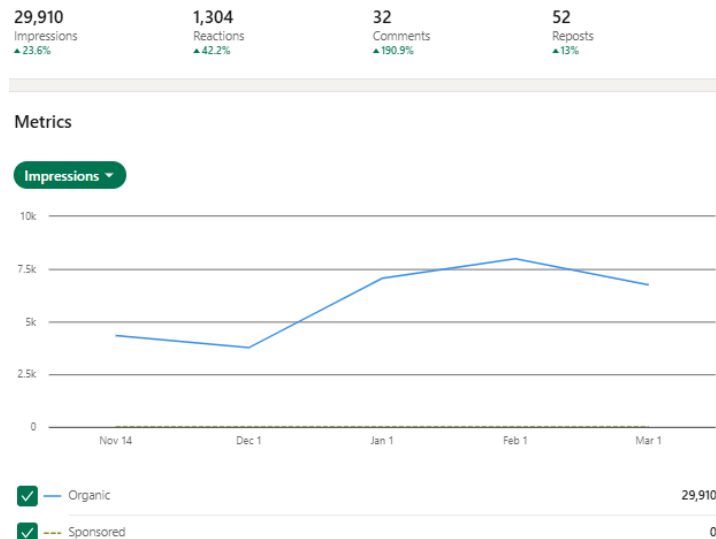 29,910 1,304 32 52
Impressions Reactions Comments Reposts
▲23.6% ▲42.2% ▲190.9% ▲13%
Metrics
Impressions
10k
7.5k
5k
2.5k
0
Nov 14 Dec 1 Jan 1 Feb 1 Mar 1
Organic 29,910
Sponsored 0